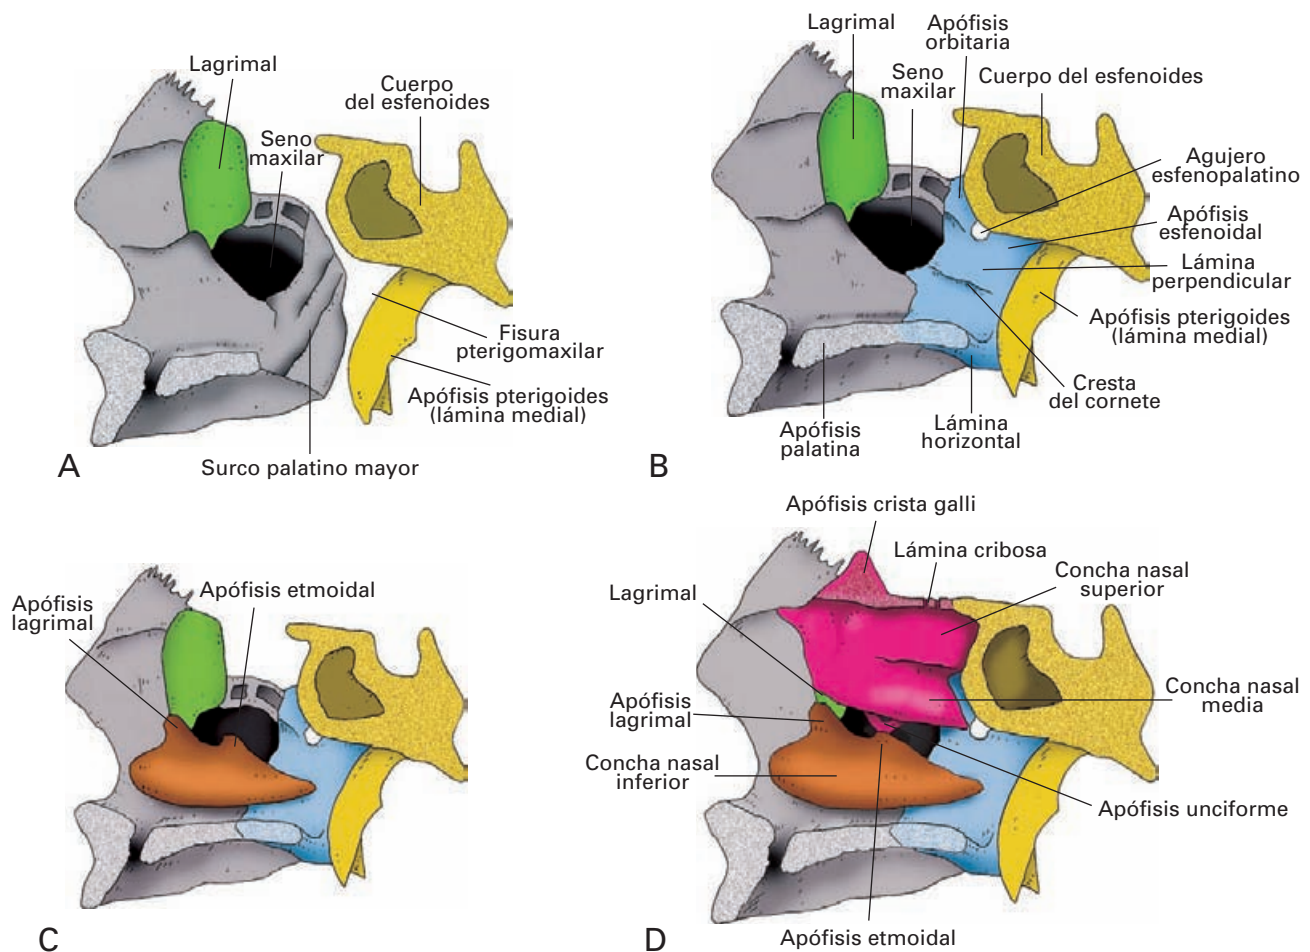 Lagrimal
Cuerpo
del esfenoides
Seno
maxilar
Fisura
pterigomaxilar
Apófisis pterigoides
(lámina medial)
Surco palatino mayor
A
Lagrimal
Apófisis
orbitaria
Seno
maxilar
Cuerpo del esfenoides
Agujero
esfenopalatino
Apófisis
esfenoidal
Lámina
perpendicular
Apófisis pterigoides
(lámina medial)
Cresta
del cornete
Lámina
horizontal
Apófisis
palatina
B
Apófisis
lagrimal
Apófisis etmoidal
C
Apófisis crista galli
Lámina cribosa
Concha nasal
superior
Lagrimal
Concha nasal
media
Apófisis
lagrimal
Concha nasal
inferior
Apófisis unciforme
Apófisis etmoidal
D